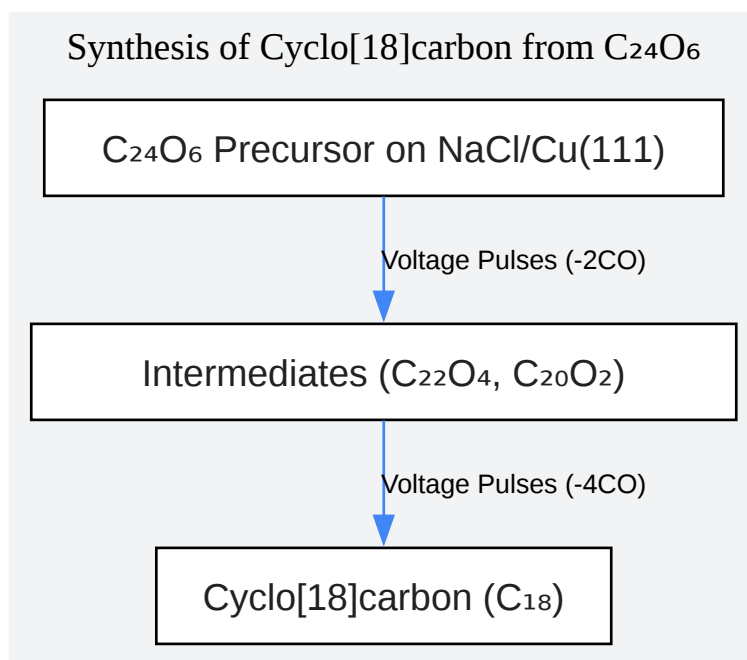 Synthesis of Cyclo[18]carbon from C₂₄O₆
C₂₄O₆ Precursor on NaCl/Cu(111)
Voltage Pulses (-2CO)
Intermediates (C₂₂O₄, C₂₀O₂)
Voltage Pulses (-4CO)
Cyclo[18]carbon (C₁₈)